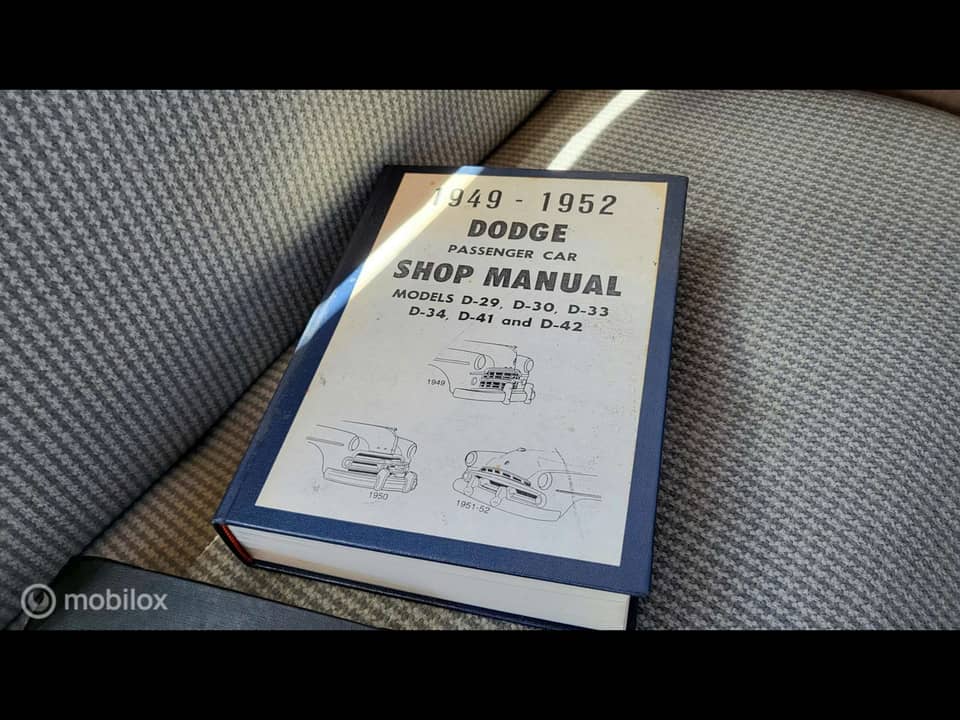 1949 - 1952
DODGE
PASSENGER CAR
SHOP MANUAL
MODELS D-29, D-30, D-33
D-34, D-41 and D-42
1949
1950
1951-52
mobilox